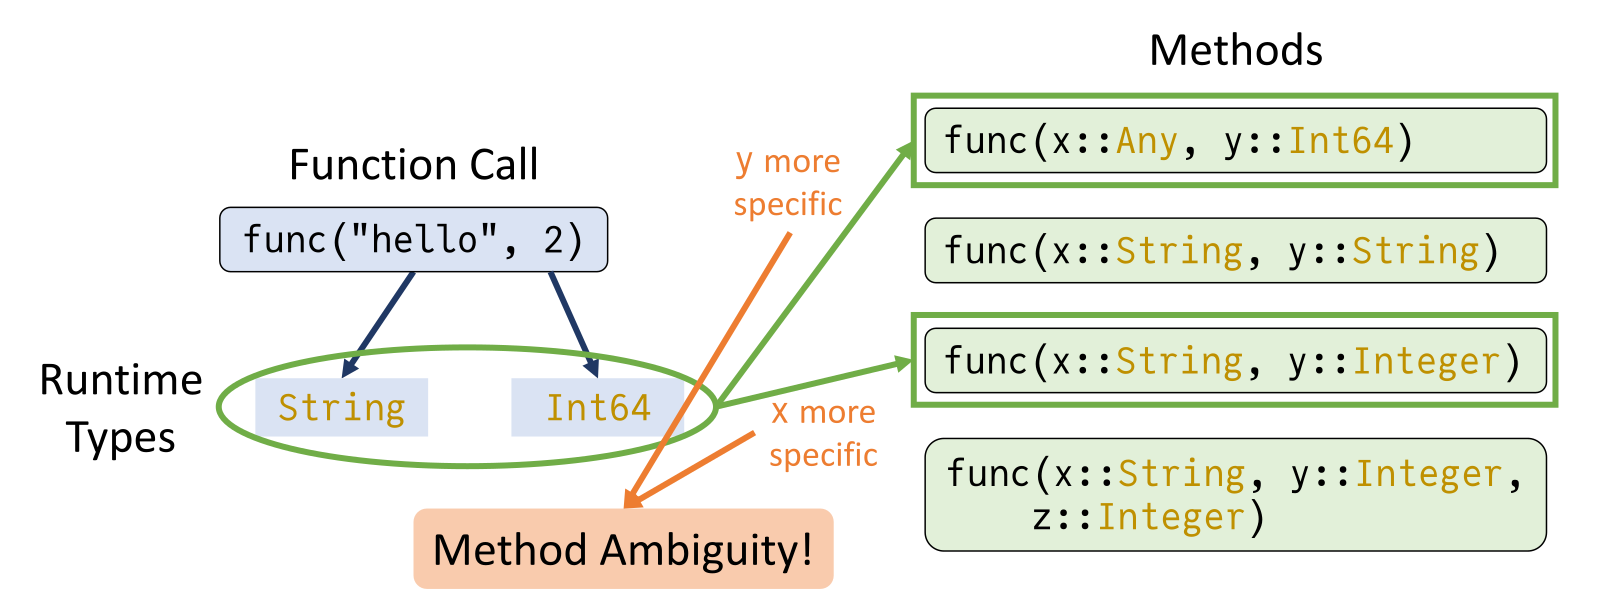 Function Call
func("hello", 2)
Runtime
Types
String
Int64
y more
specific
x more
specific
Method Ambiguity!
Methods
func(x::Any, y::Int64)
func(x::String, y::String)
func(x::String, y::Integer)
func(x::String, y::Integer,
z::Integer)